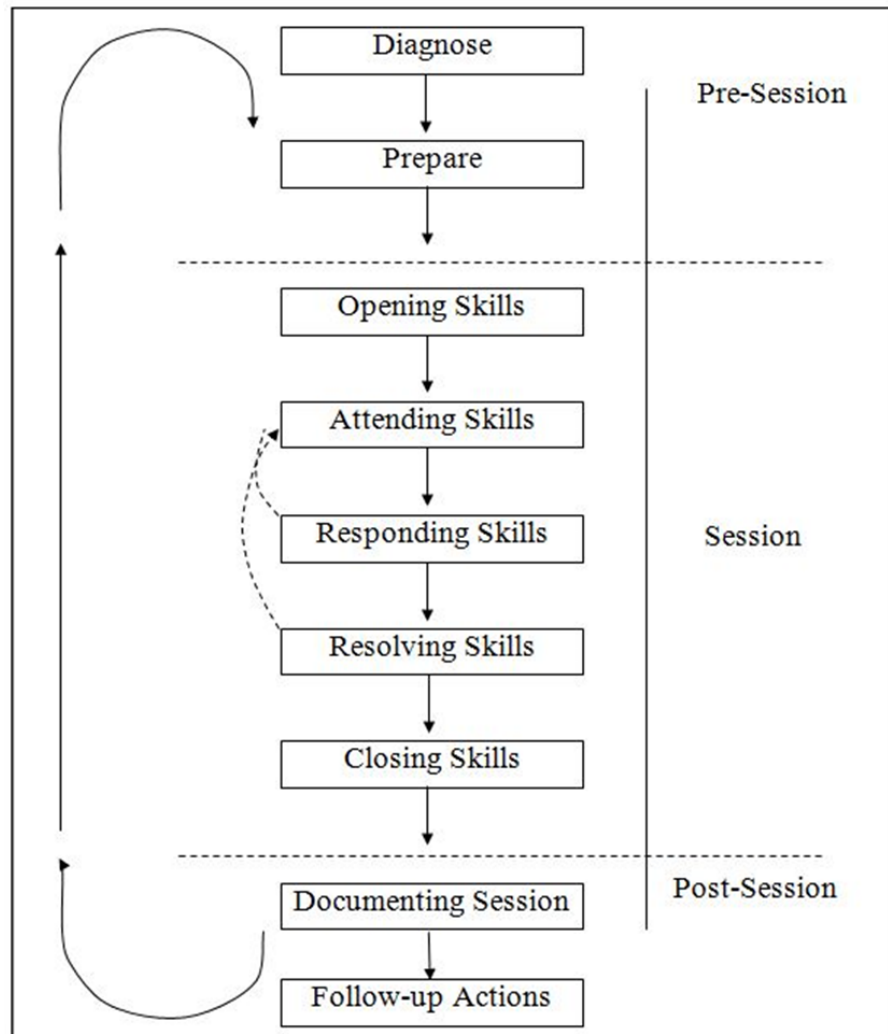 Diagnose
Pre-Session
Prepare
Opening Skills
Attending Skills
Responding Skills
Session
Resolving Skills
Closing Skills
Post-Session
Documenting Session
Follow-up Actions